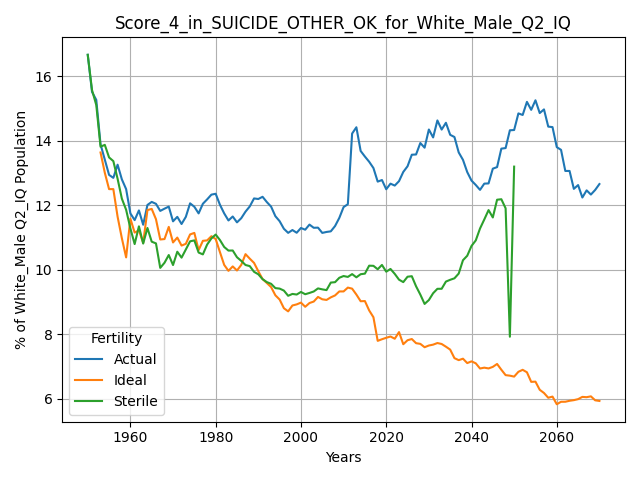 Score_4_in_SUICIDE_OTHER_OK_for_White_Male_Q2_IQ
% of White_Male Q2_IQ Population
16
14
12
10
8
6
Fertility
Actual
Ideal
Sterile
1960
1980
2000
2020
2040
2060
Years